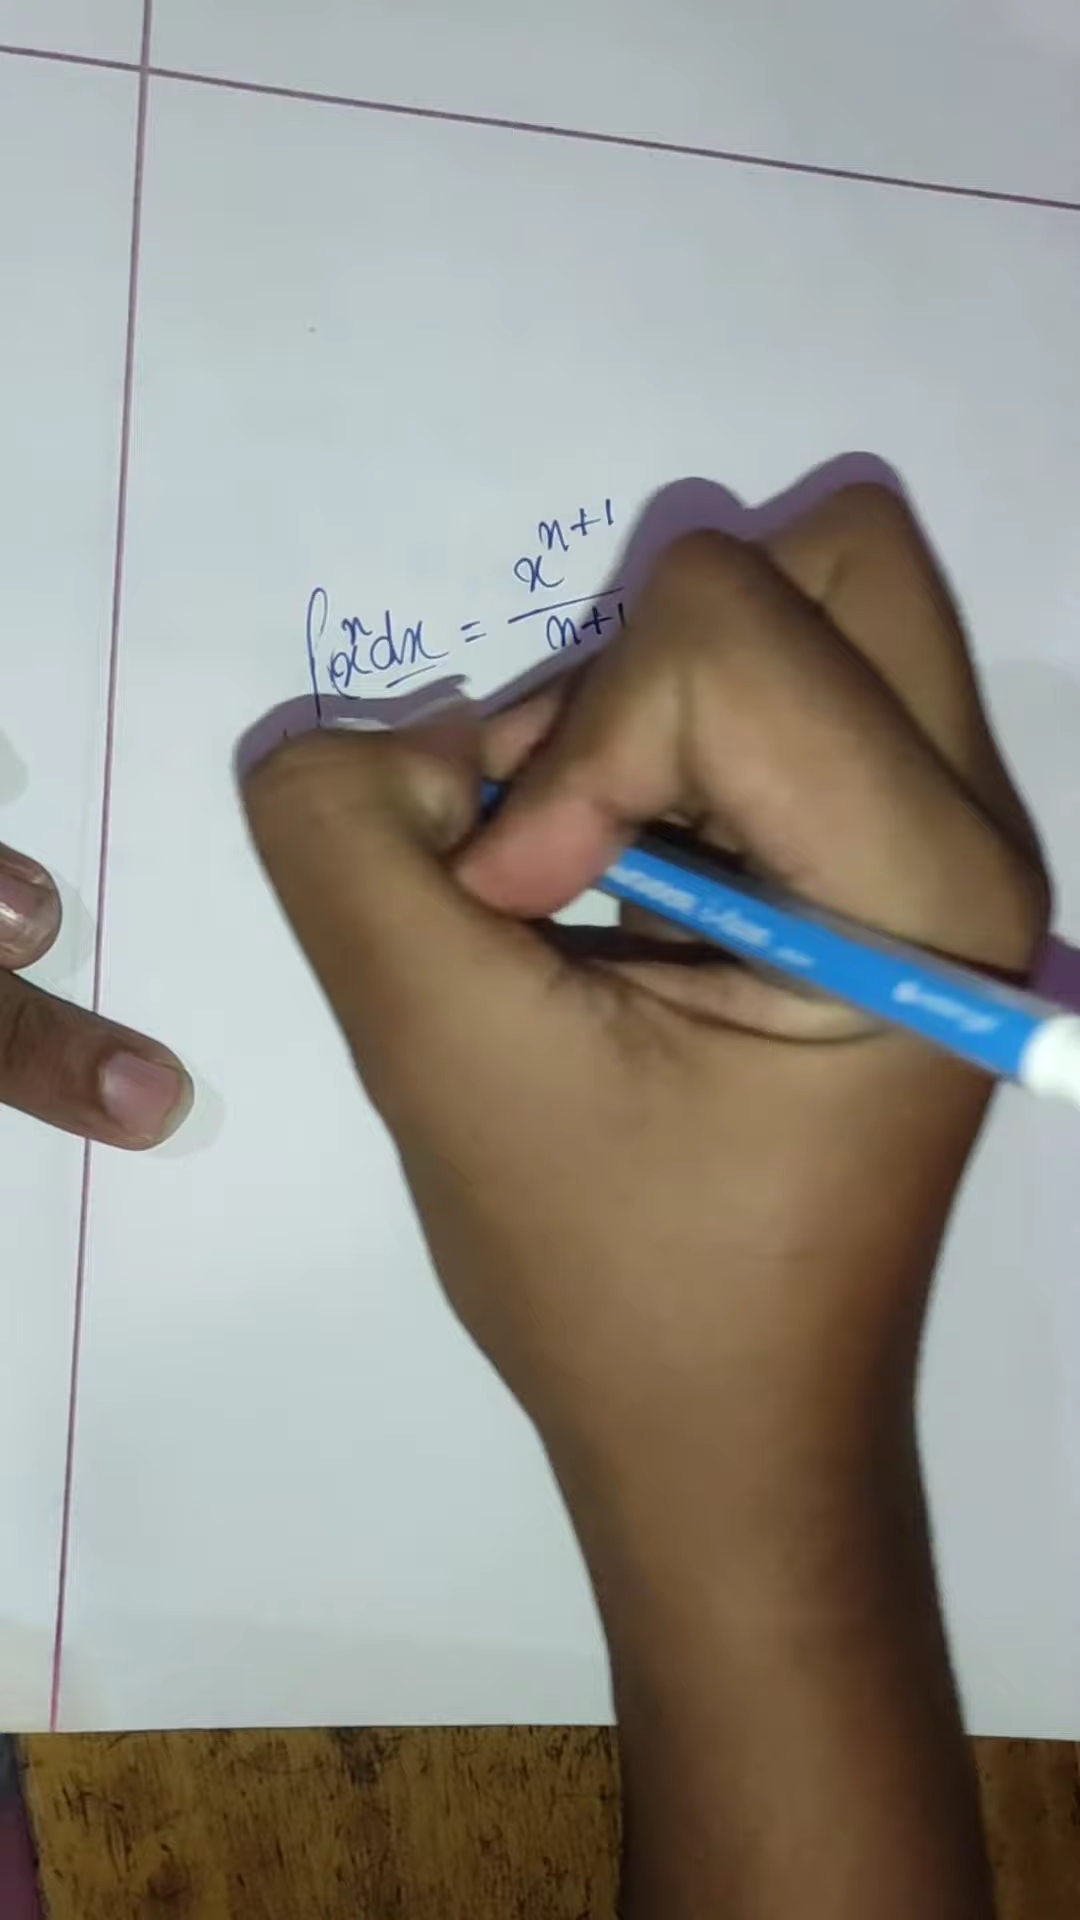 ∫xⁿdx = xⁿ⁺¹/n+1